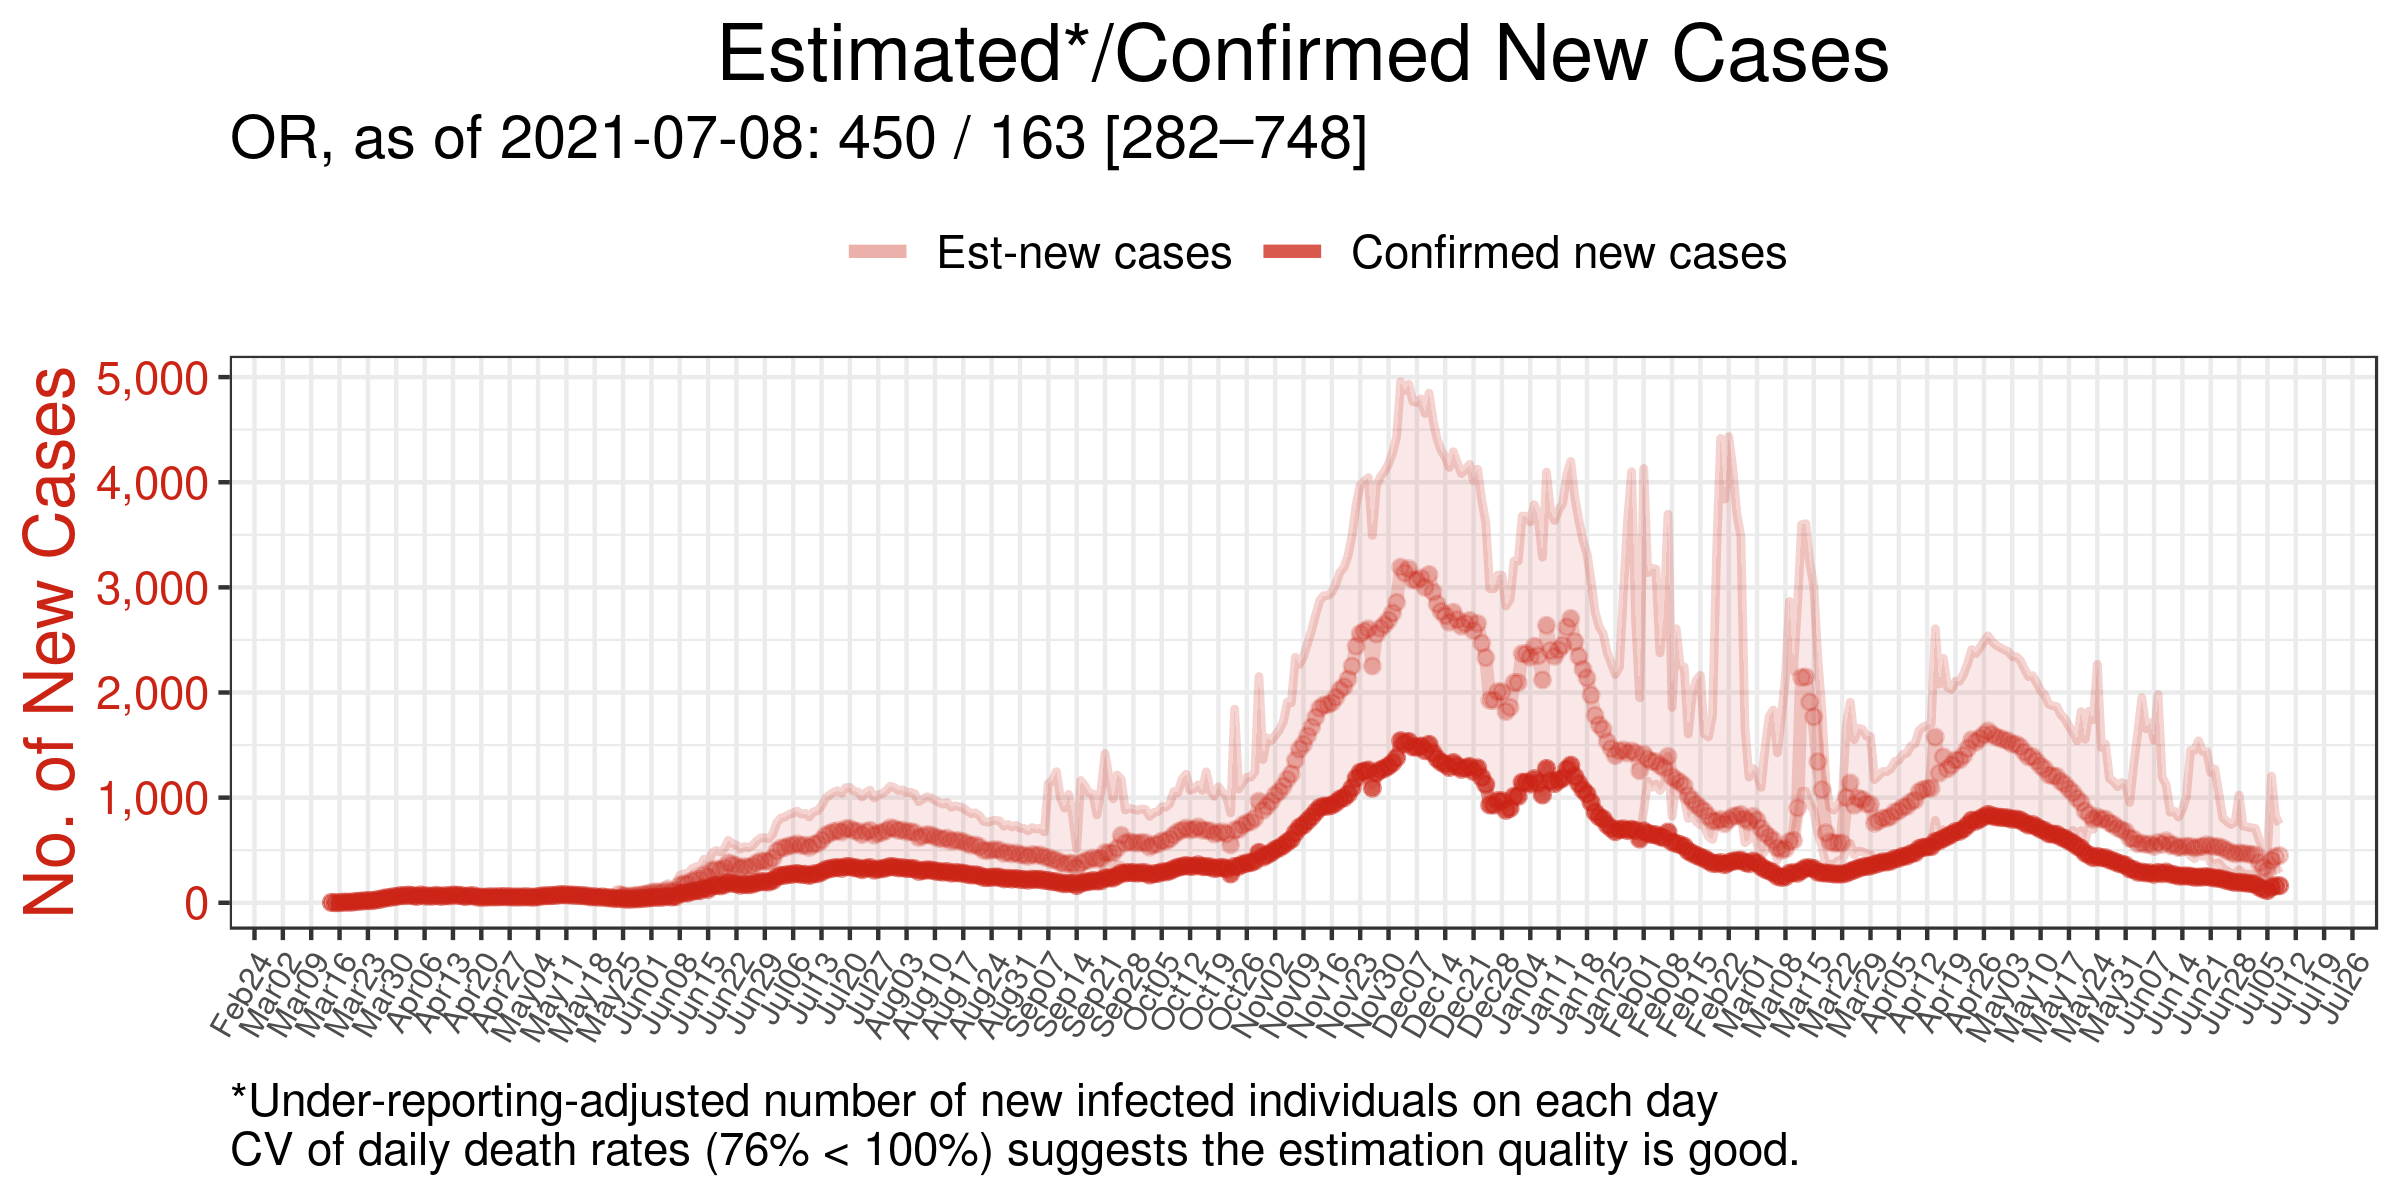 Estimated*/Confirmed New Cases
OR, as of 2021-07-08: 450 / 163 [282–748]
Est-new cases Confirmed new cases
No. of New Cases
5,000
4,000
3,000
2,000
1,000
0
Feb24 Mar02 Mar09 Mar16 Mar23 Mar30 Apr06 Apr13 Apr20 Apr27 May04 May11 May18 May25 Jun01 Jun08 Jun15 Jun22 Jun29 Jul06 Jul13 Jul20 Jul27 Aug03 Aug10 Aug17 Aug24 Aug31 Sep07 Sep14 Sep21 Sep28 Oct05 Oct12 Oct19 Oct26 Nov02 Nov09 Nov16 Nov23 Nov30 Dec07 Dec14 Dec21 Dec28 Jan04 Jan11 Jan18 Jan25 Feb01 Feb08 Feb15 Feb22 Mar01 Mar08 Mar15 Mar22 Mar29 Apr05 Apr12 Apr19 Apr26 May03 May10 May17 May24 May31 Jun07 Jun14 Jun21 Jun28 Jul05 Jul12 Jul19 Jul26
*Under-reporting-adjusted number of new infected individuals on each day
CV of daily death rates (76% < 100%) suggests the estimation quality is good.